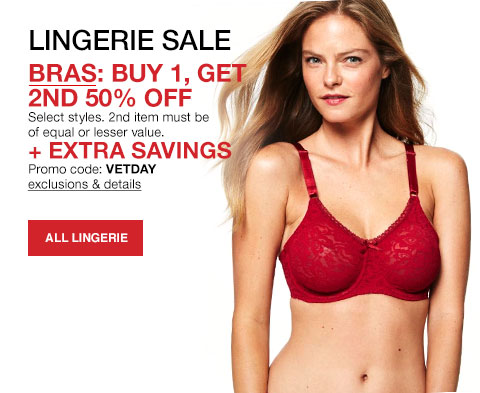 LINGERIE SALE
BRAS: BUY 1, GET
2ND 50% OFF
Select styles. 2nd item must be
of equal or lesser value.
+ EXTRA SAVINGS
Promo code: VETDAY
exclusions & details
ALL LINGERIE